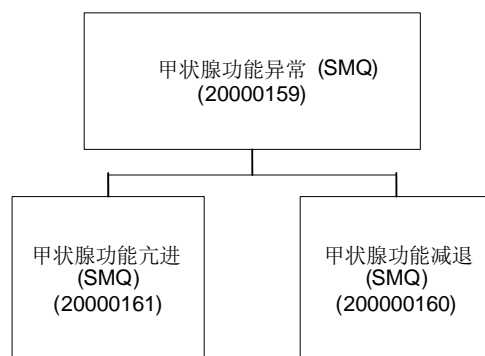 甲状腺功能异常 (SMQ)
(20000159)
甲状腺功能亢进
(SMQ)
(20000161)
甲状腺功能减退
(SMQ)
(200000160)